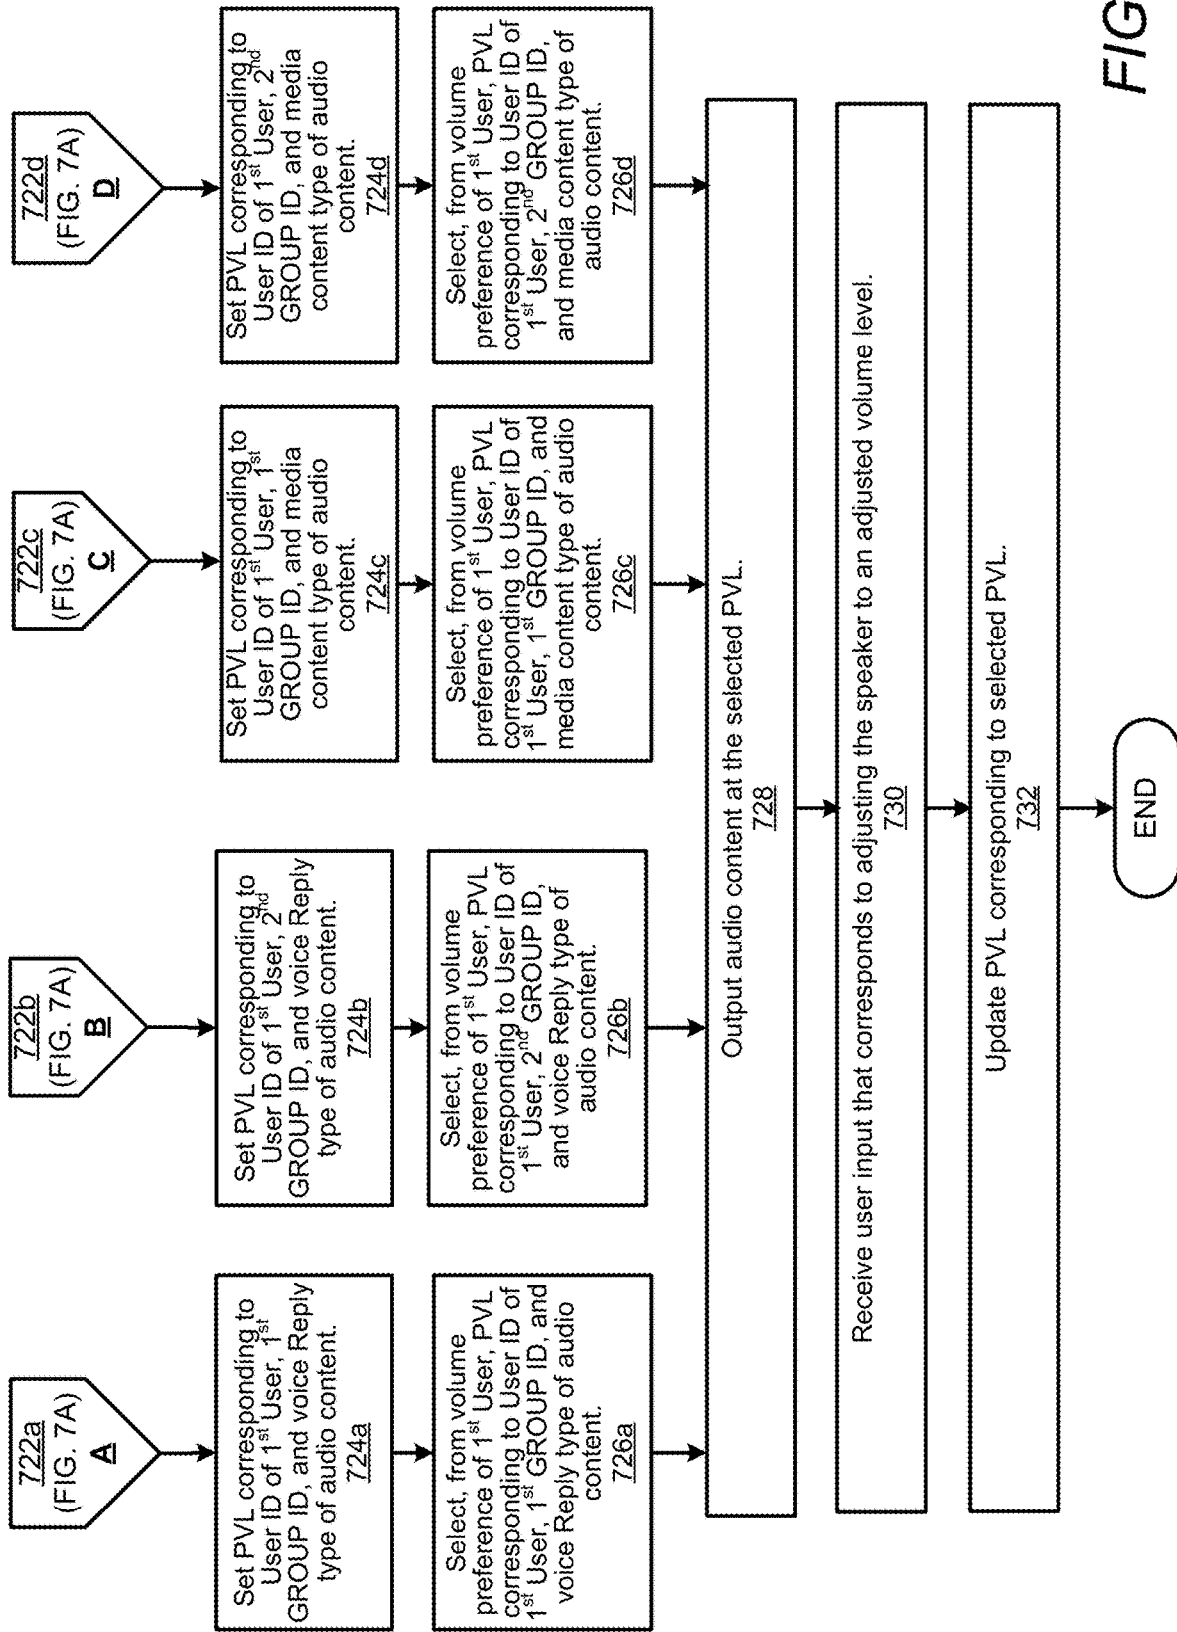 722a
(FIG. 7A)
A
722b
(FIG. 7A)
B
722c
(FIG. 7A)
C
722d
(FIG. 7A)
D
Set PVL corresponding to
User ID of 1st User, 1st
GROUP ID, and voice Reply
type of audio content.
724a
Set PVL corresponding to
User ID of 1st User, 2nd
GROUP ID, and voice Reply
type of audio content.
724b
Set PVL corresponding to
User ID of 1st User, 1st
GROUP ID, and media
content type of audio
content.
724c
Set PVL corresponding to
User ID of 1st User, 2nd
GROUP ID, and media
content type of audio
content.
724d
Select, from volume
preference of 1st User, PVL
corresponding to User ID of
1st User, 1st GROUP ID, and
voice Reply type of audio
content.
726a
Select, from volume
preference of 1st User, PVL
corresponding to User ID of
1st User, 2nd GROUP ID,
and voice Reply type of
audio content.
726b
Select, from volume
preference of 1st User, PVL
corresponding to User ID of
1st User, 1st GROUP ID, and
media content type of audio
content.
726c
Select, from volume
preference of 1st User, PVL
corresponding to User ID of
1st User, 2nd GROUP ID,
and media content type of
audio content.
726d
Output audio content at the selected PVL.
728
Receive user input that corresponds to adjusting the speaker to an adjusted volume level.
730
Update PVL corresponding to selected PVL.
732
END
FIG